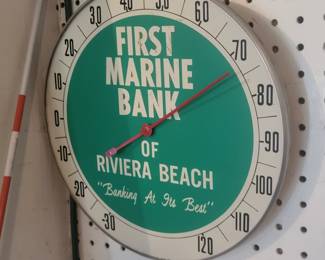 FIRST
MARINE
BANK
OF
RIVIERA BEACH
"Banking At Its Best"
-30
-20
-10
0
10
20
30
40
50
60
70
80
90
100
110
120